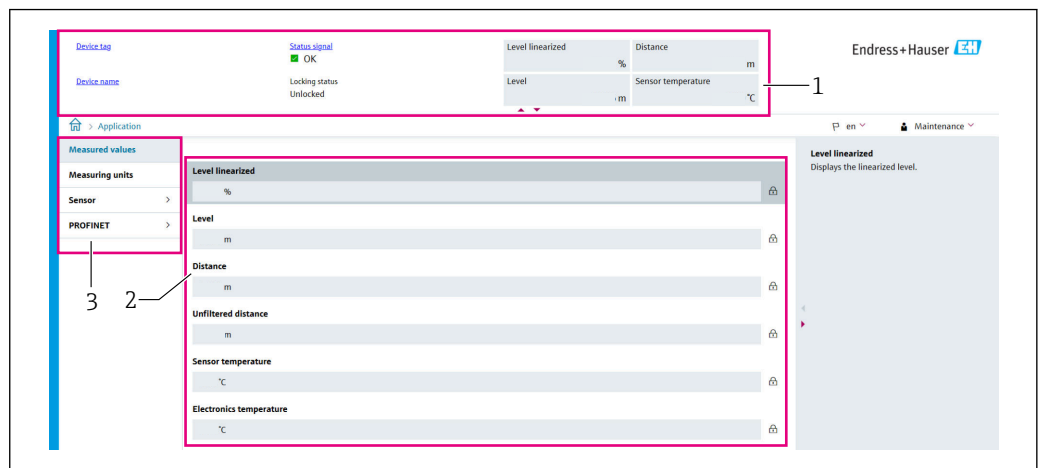 Device tag
Status signal
OK
Level linearized
%
Distance
m
Endress+Hauser EH
Device name
Locking status
Unlocked
Level
m
Sensor temperature
°C
1
> Application
en
Maintenance
Measured values
Measuring units
Sensor >
PROFINET >
3
2
Level linearized
%
Level
m
Distance
m
Unfiltered distance
m
Sensor temperature
°C
Electronics temperature
°C
Level linearized
Displays the linearized level.